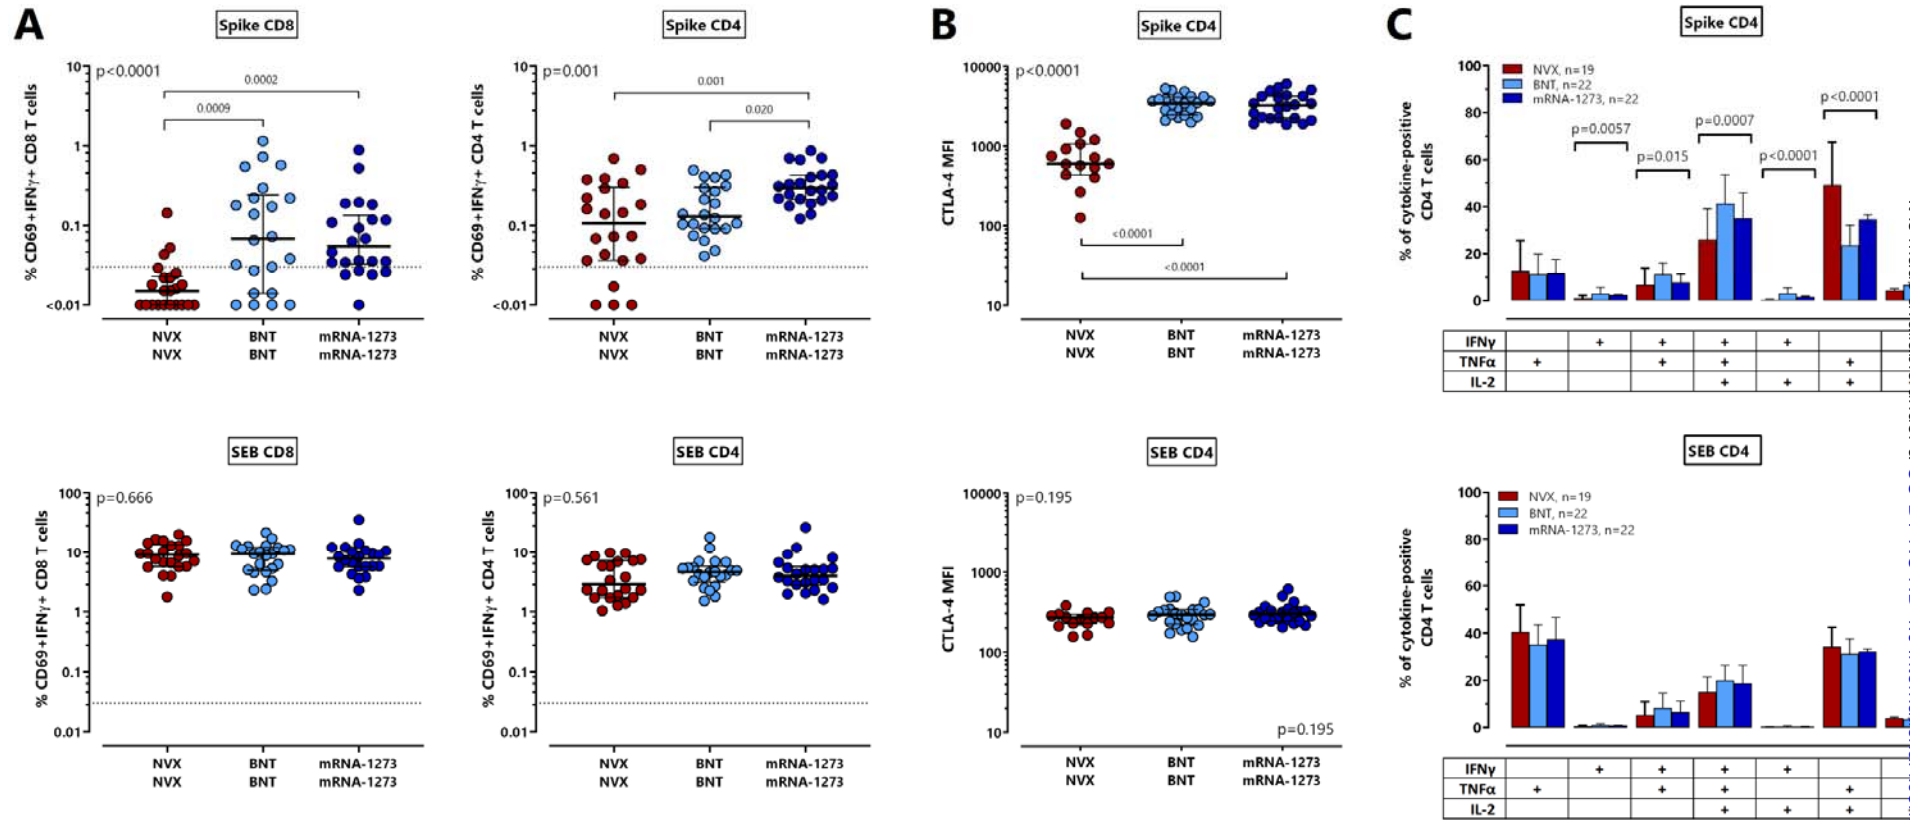 A
Spike CD8
% CD69+IFNγ+ CD8 T cells
p<0.0001
0.0002
0.0009
10
1
0.1
<0.01
NVX BNT mRNA-1273
NVX BNT mRNA-1273
Spike CD4
% CD69+IFNγ+ CD4 T cells
p=0.001
0.001
0.020
10
1
0.1
<0.01
NVX BNT mRNA-1273
NVX BNT mRNA-1273
B
Spike CD4
CTLA-4 MFI
p<0.0001
10000
1000
100
10
<0.0001
<0.0001
NVX BNT mRNA-1273
NVX BNT mRNA-1273
C
Spike CD4
% of cytokine-positive
CD4 T cells
100
80
60
40
20
0
NVX, n=19
BNT, n=22
mRNA-1273, n=22
p=0.0057
p=0.015
p=0.0007
p<0.0001
p<0.0001
IFNγ + + + +
TNFα + + + +
IL-2 + + +
SEB CD8
% CD69+IFNγ+ CD8 T cells
p=0.666
100
10
1
0.1
0.01
NVX BNT mRNA-1273
NVX BNT mRNA-1273
SEB CD4
% CD69+IFNγ+ CD4 T cells
p=0.561
100
10
1
0.1
0.01
NVX BNT mRNA-1273
NVX BNT mRNA-1273
SEB CD4
CTLA-4 MFI
p=0.195
10000
1000
100
10
p=0.195
NVX BNT mRNA-1273
NVX BNT mRNA-1273
SEB CD4
% of cytokine-positive
CD4 T cells
100
80
60
40
20
0
NVX, n=19
BNT, n=22
mRNA-1273, n=22
IFNγ + + + +
TNFα + + + +
IL-2 + + +